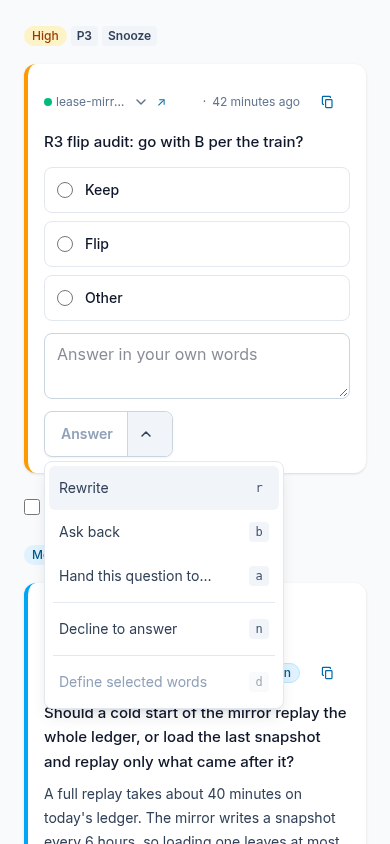 High P3 Snooze
lease-mirr... · 42 minutes ago
R3 flip audit: go with B per the train?
Keep
Flip
Other
Answer in your own words
Answer
Rewrite r
Ask back b
Hand this question to... a
Decline to answer n
Define selected words d
Should a cold start of the mirror replay the
whole ledger, or load the last snapshot
and replay only what came after it?
A full replay takes about 40 minutes on
today's ledger. The mirror writes a snapshot
every 6 hours, so loading one leaves at most